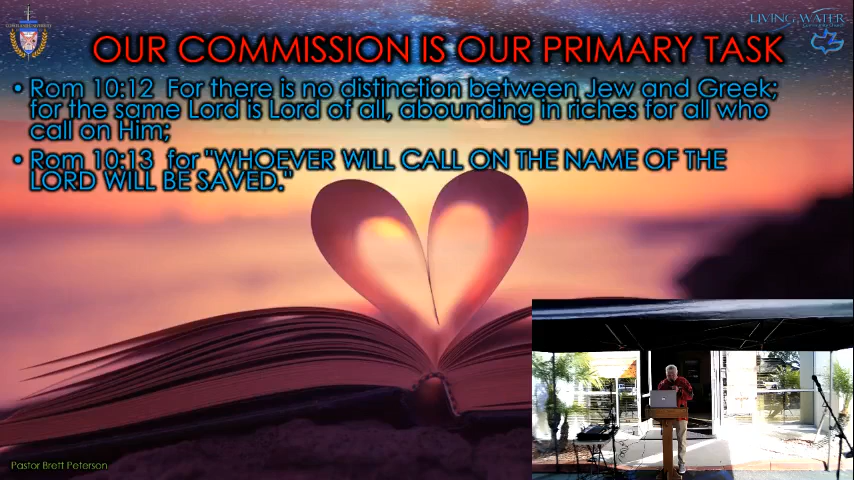 LIVING WATER
OUR COMMISSION IS OUR PRIMARY TASK
• Rom 10:12 For there is no distinction between Jew and Greek;
for the same Lord is Lord of all, abounding in riches for all who
call on Him;
• Rom 10:13 for "WHOEVER WILL CALL ON THE NAME OF THE
LORD WILL BE SAVED."
Pastor Brett Peterson